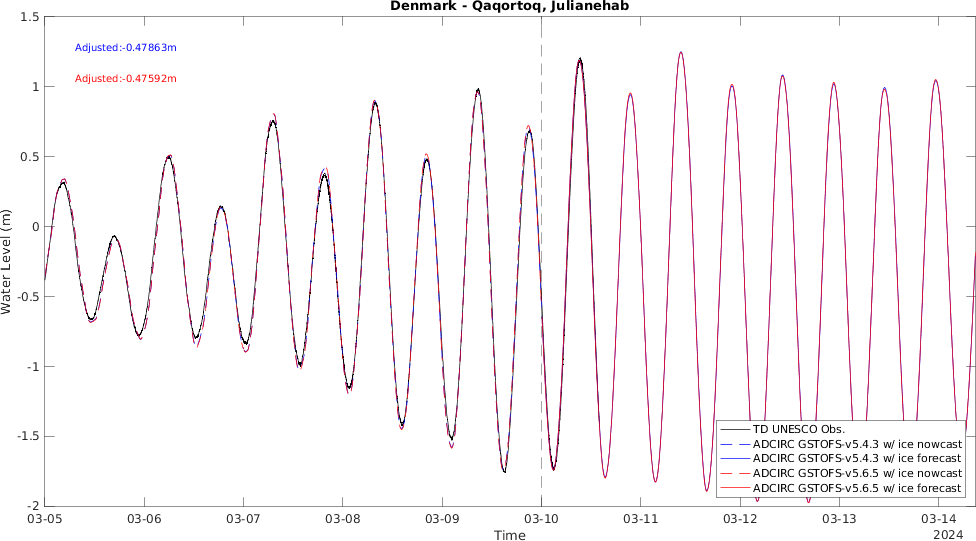 Denmark - Qaqortoq, Julianehab
1.5
Adjusted:-0.47863m
Adjusted:-0.47592m
1
0.5
0
-0.5
-1
-1.5
-2
Water Level (m)
TD UNESCO Obs.
ADCIRC GSTOFS-v5.4.3 w/ ice nowcast
ADCIRC GSTOFS-v5.4.3 w/ ice forecast
ADCIRC GSTOFS-v5.6.5 w/ ice nowcast
ADCIRC GSTOFS-v5.6.5 w/ ice forecast
03-05 03-06 03-07 03-08 03-09 03-10 03-11 03-12 03-13 03-14
Time
2024